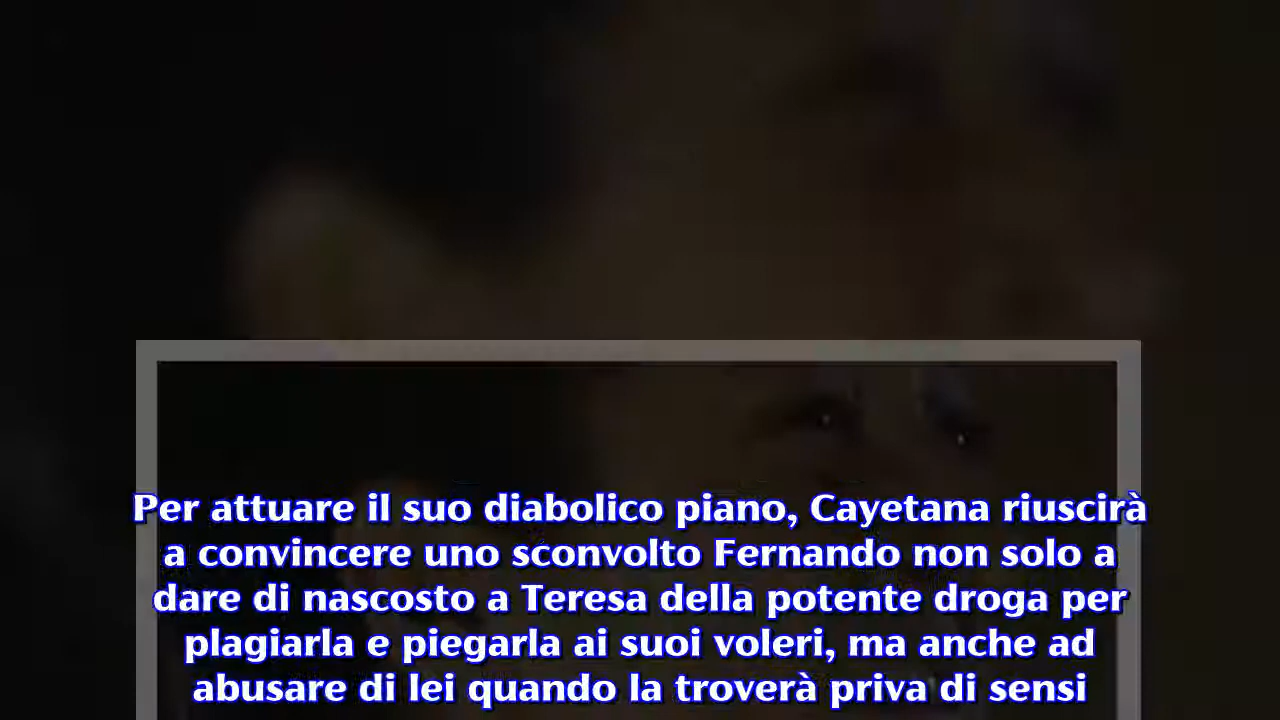 Per attuare il suo diabolico piano, Cayetana riuscirà
a convincere uno sconvolto Fernando non solo a
dare di nascosto a Teresa della potente droga per
plagiarla e piegarla ai suoi voleri, ma anche ad
abusare di lei quando la troverà priva di sensi